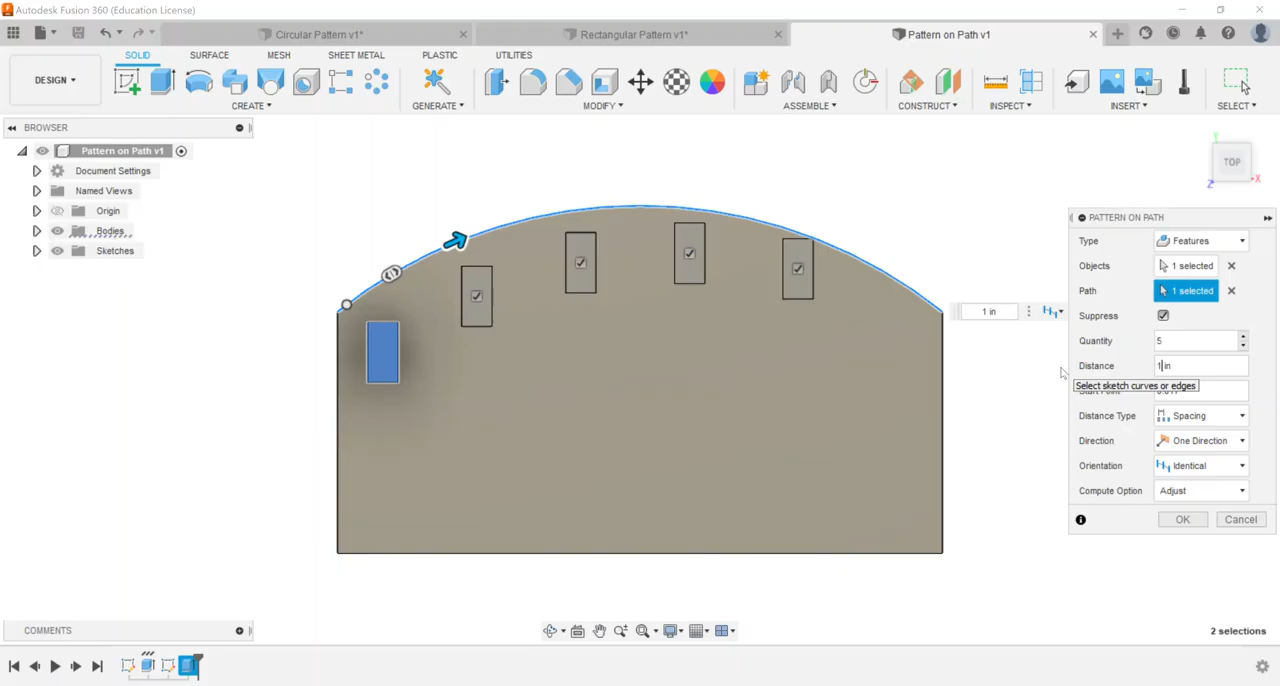 Autodesk Fusion 360 (Education License)
Circular Pattern v1*
Rectangular Pattern v1*
Pattern on Path v1
SOLID
SURFACE
MESH
SHEET METAL
PLASTIC
UTILITIES
DESIGN
CREATE
GENERATE
MODIFY
ASSEMBLE
CONSTRUCT
INSPECT
INSERT
SELECT
BROWSER
Pattern on Path v1
Document Settings
Named Views
Origin
Bodies
Sketches
TOP
Y
X
Z
PATTERN ON PATH
Type Features
Objects 1 selected
Path 1 selected
Suppress
Quantity 5
1 in
Distance 1 in
Select sketch curves or edges
Distance Type Spacing
Direction One Direction
Orientation Identical
Compute Option Adjust
OK Cancel
COMMENTS
2 selections